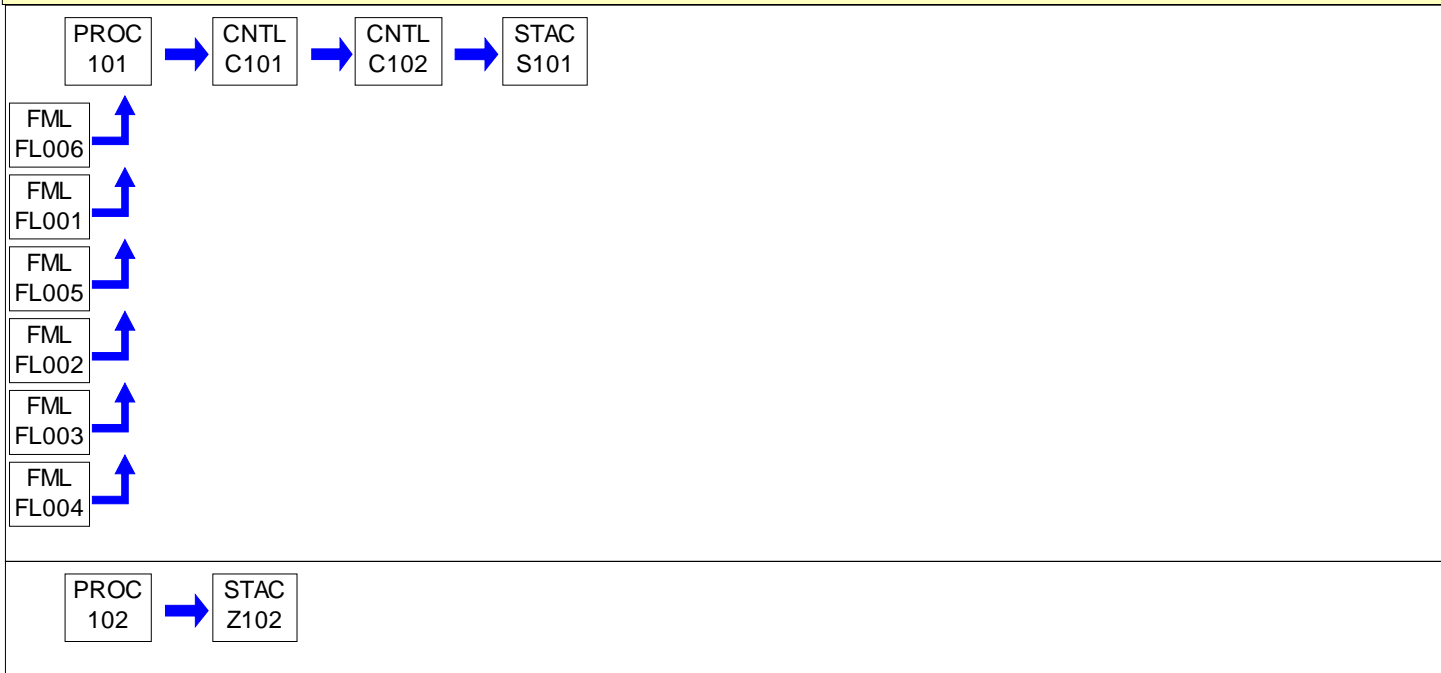 PROC
101
CNTL
C101
CNTL
C102
STAC
S101
FML
FL006
FML
FL001
FML
FL005
FML
FL002
FML
FL003
FML
FL004
PROC
102
STAC
Z102